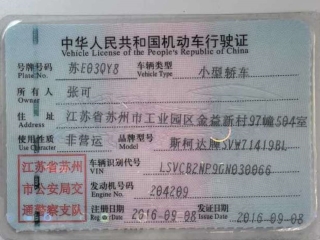 中华人民共和国机动车行驶证
Vehicle License of the People's Republic of China
号牌号码 苏E03QY8 车辆类型 小型轿车
Plate No. Vehicle Type
所有人 张可
Owner
住址 江苏省苏州市工业园区金益新村97幢504室
Address
使用性质 非营运 品牌型号 斯柯达牌SVW71419BL
Use Character Model
江苏省苏州
市公安局交
通警察支队
车辆识别代号 LSVCB2NP9GN030066
VIN
发动机号码 204209
Engine No.
注册日期 2016-09-08 发证日期 2016-09-08
Register Date Issue Date